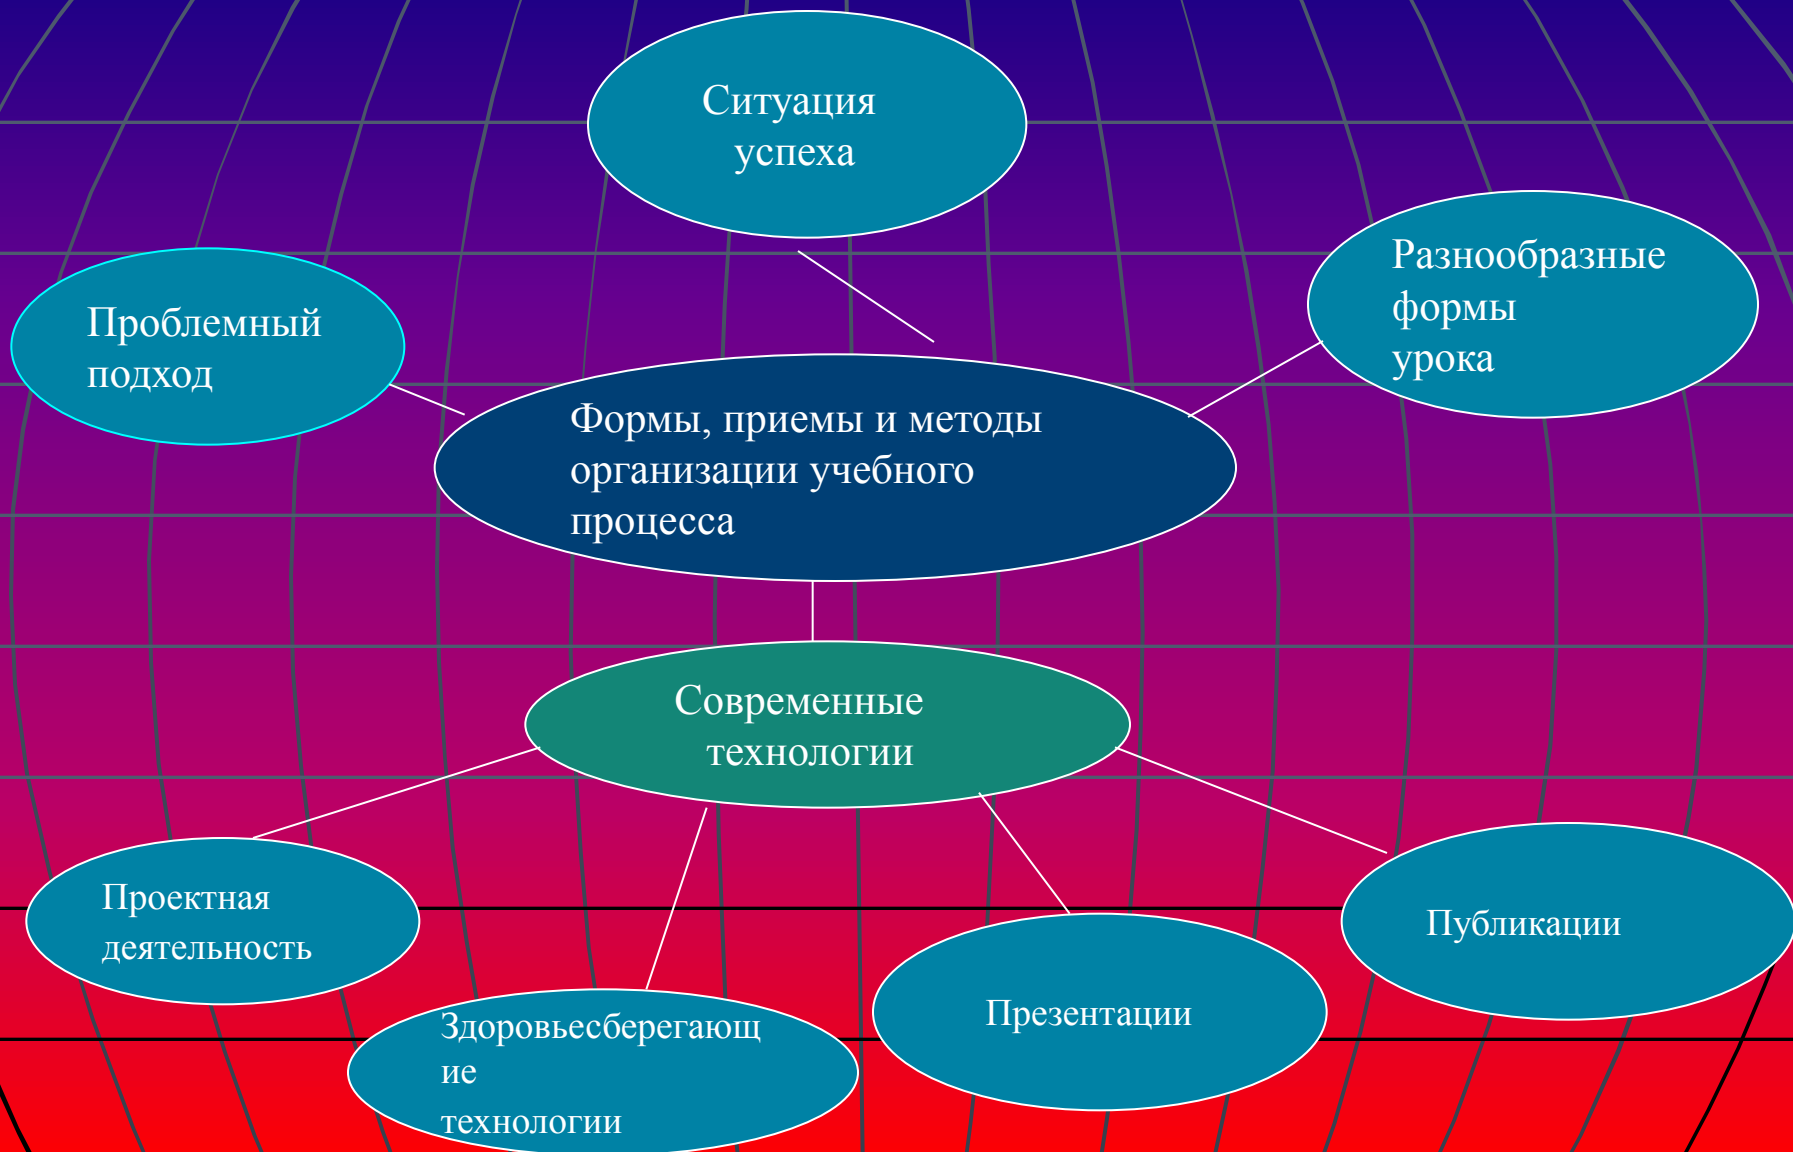 Ситуация
успеха
Разнообразные
формы
урока
Проблемный
подход
Формы, приемы и методы
организации учебного
процесса
Современные
технологии
Проектная
деятельность
Здоровьесберегающ
ие
технологии
Презентации
Публикации